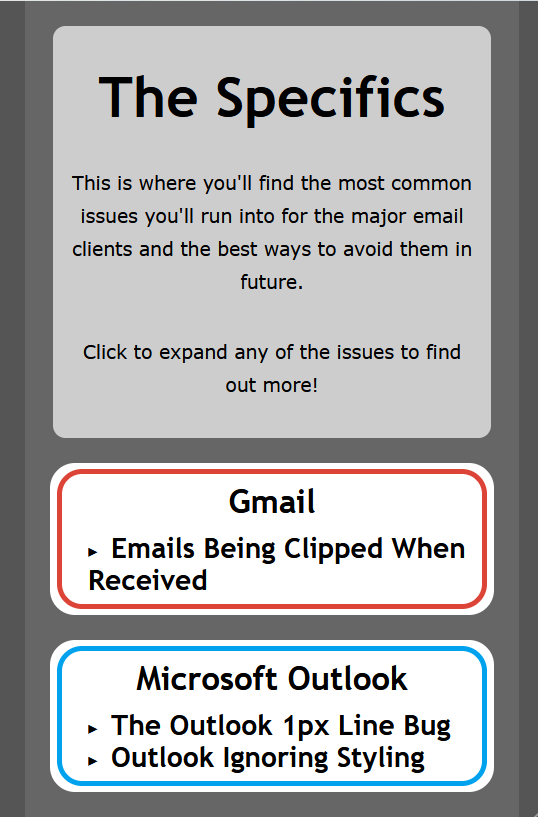 The Specifics
This is where you'll find the most common
issues you'll run into for the major email
clients and the best ways to avoid them in
future.
Click to expand any of the issues to find
out more!
Gmail
▸ Emails Being Clipped When
Received
Microsoft Outlook
▸ The Outlook 1px Line Bug
▸ Outlook Ignoring Styling